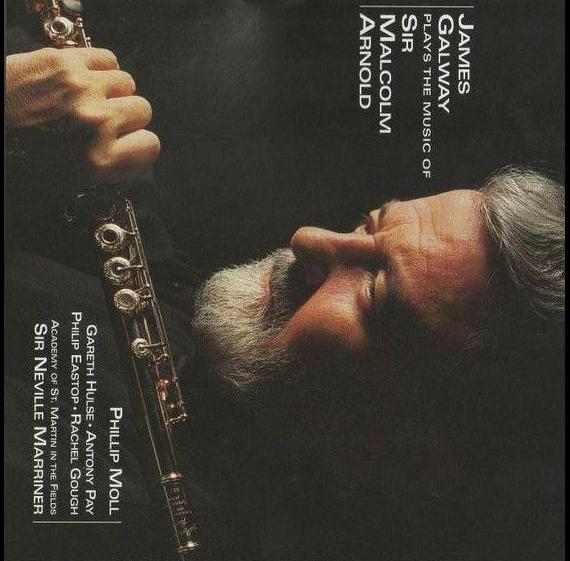 JAMES
GALWAY
PLAYS THE MUSIC OF
SIR
MALCOLM
ARNOLD
PHILLIP MOLL
GARETH HULSE • ANTONY PAY
PHILIP EASTOP • RACHEL GOUGH
ACADEMY OF ST. MARTIN IN THE FIELDS
SIR NEVILLE MARRINER